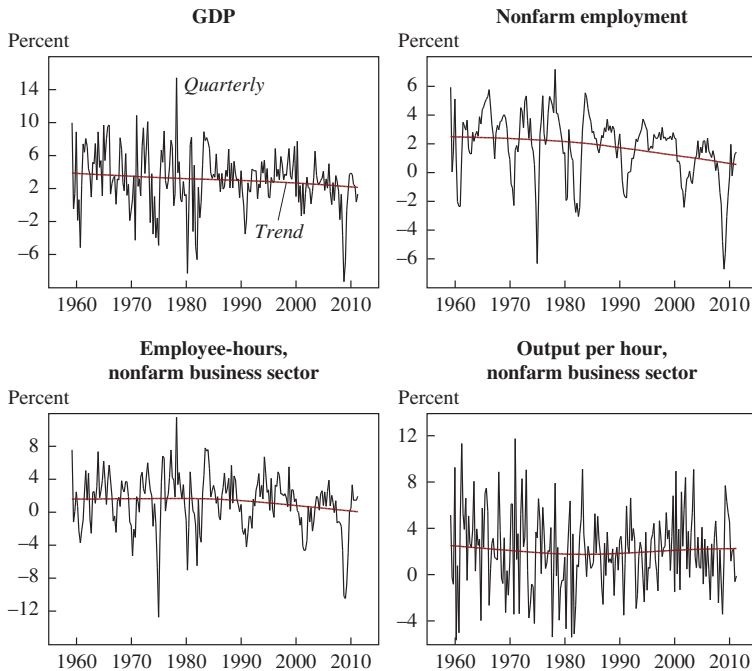 GDP
Percent
14
10
6
2
−2
−6
Quarterly
Trend
1960 1970 1980 1990 2000 2010
Nonfarm employment
Percent
6
4
2
0
−2
−4
−6
1960 1970 1980 1990 2000 2010
Employee-hours,
nonfarm business sector
Percent
8
4
0
−4
−8
−12
1960 1970 1980 1990 2000 2010
Output per hour,
nonfarm business sector
Percent
12
8
4
0
−4
1960 1970 1980 1990 2000 2010